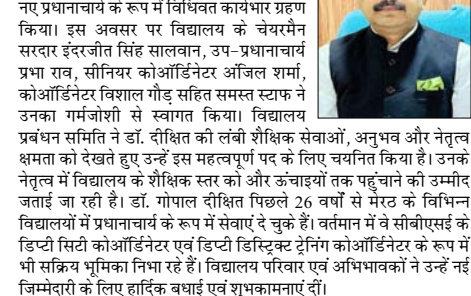 नए प्रधानाचार्य के रूप में विधिवत कार्यभार ग्रहण
किया। इस अवसर पर विद्यालय के चेयरमैन
सरदार इंदरजीत सिंह सालवान, उप-प्रधानाचार्य
प्रभा राव, सीनियर कोऑर्डिनेटर अंजिल शर्मा,
कोऑर्डिनेटर विशाल गौड़ सहित समस्त स्टाफ ने
उनका गर्मजोशी से स्वागत किया। विद्यालय
प्रबंधन समिति ने डॉ. दीक्षित की लंबी शैक्षिक सेवाओं, अनुभव और नेतृत्व
क्षमता को देखते हुए उन्हें इस महत्वपूर्ण पद के लिए चयनित किया है। उनके
नेतृत्व में विद्यालय के शैक्षिक स्तर को और ऊंचाइयों तक पहुंचाने की उम्मीद
जताई जा रही है। डॉ. गोपाल दीक्षित पिछले 26 वर्षों से मेरठ के विभिन्न
विद्यालयों में प्रधानाचार्य के रूप में सेवाएं दे चुके हैं। वर्तमान में वे सीबीएसई के
डिप्टी सिटी कोऑर्डिनेटर एवं डिप्टी डिस्ट्रिक्ट ट्रेनिंग कोऑर्डिनेटर के रूप में
भी सक्रिय भूमिका निभा रहे हैं। विद्यालय परिवार एवं अभिभावकों ने उन्हें नई
जिम्मेदारी के लिए हार्दिक बधाई एवं शुभकामनाएं दीं।